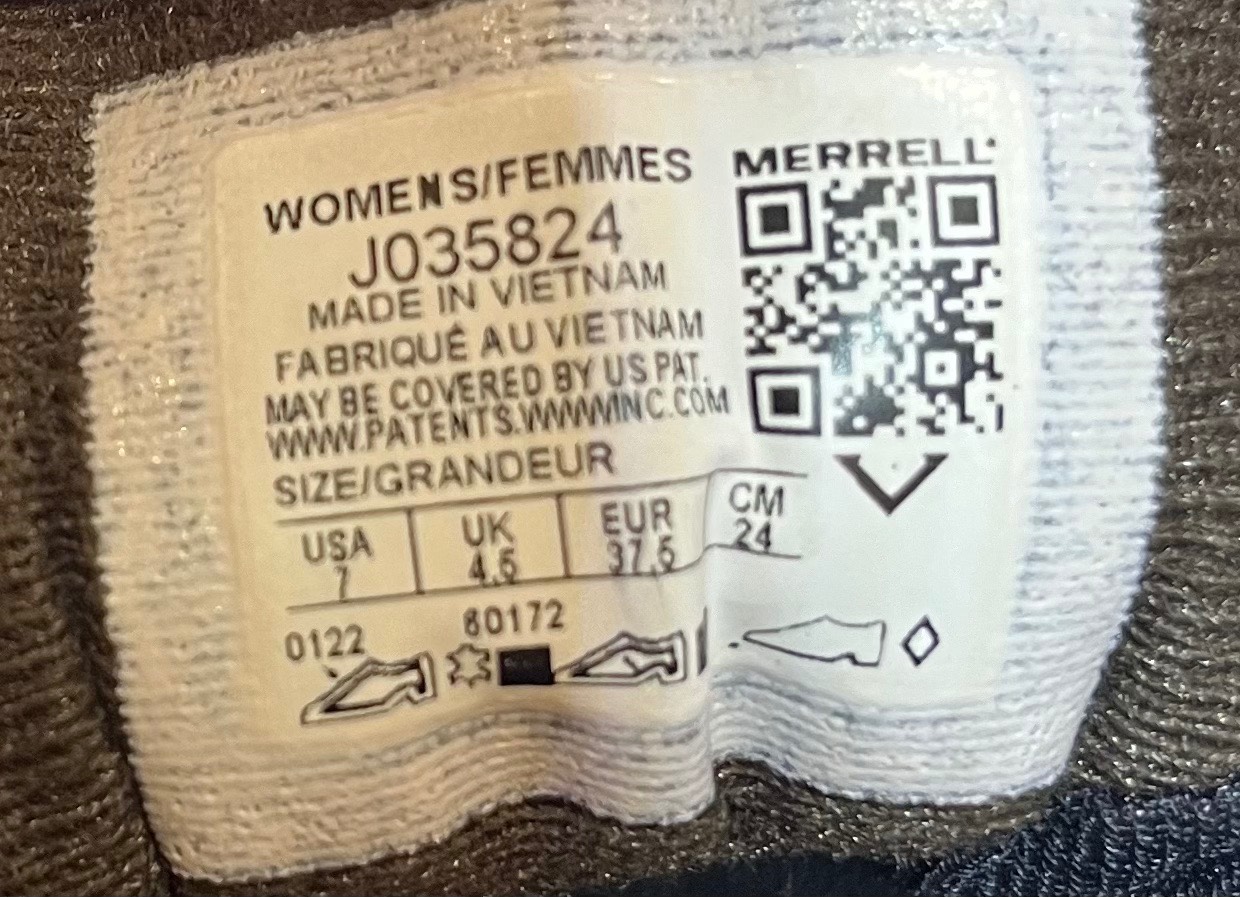 WOMENS/FEMMES
J035824
MADE IN VIETNAM
FABRIQUÉ AU VIETNAM
MAY BE COVERED BY US PAT.
WWW.PATENTS.WWWINC.COM
SIZE/GRANDEUR
USA UK EUR CM
7 4.5 37.5 24
0122 60172
MERRELL